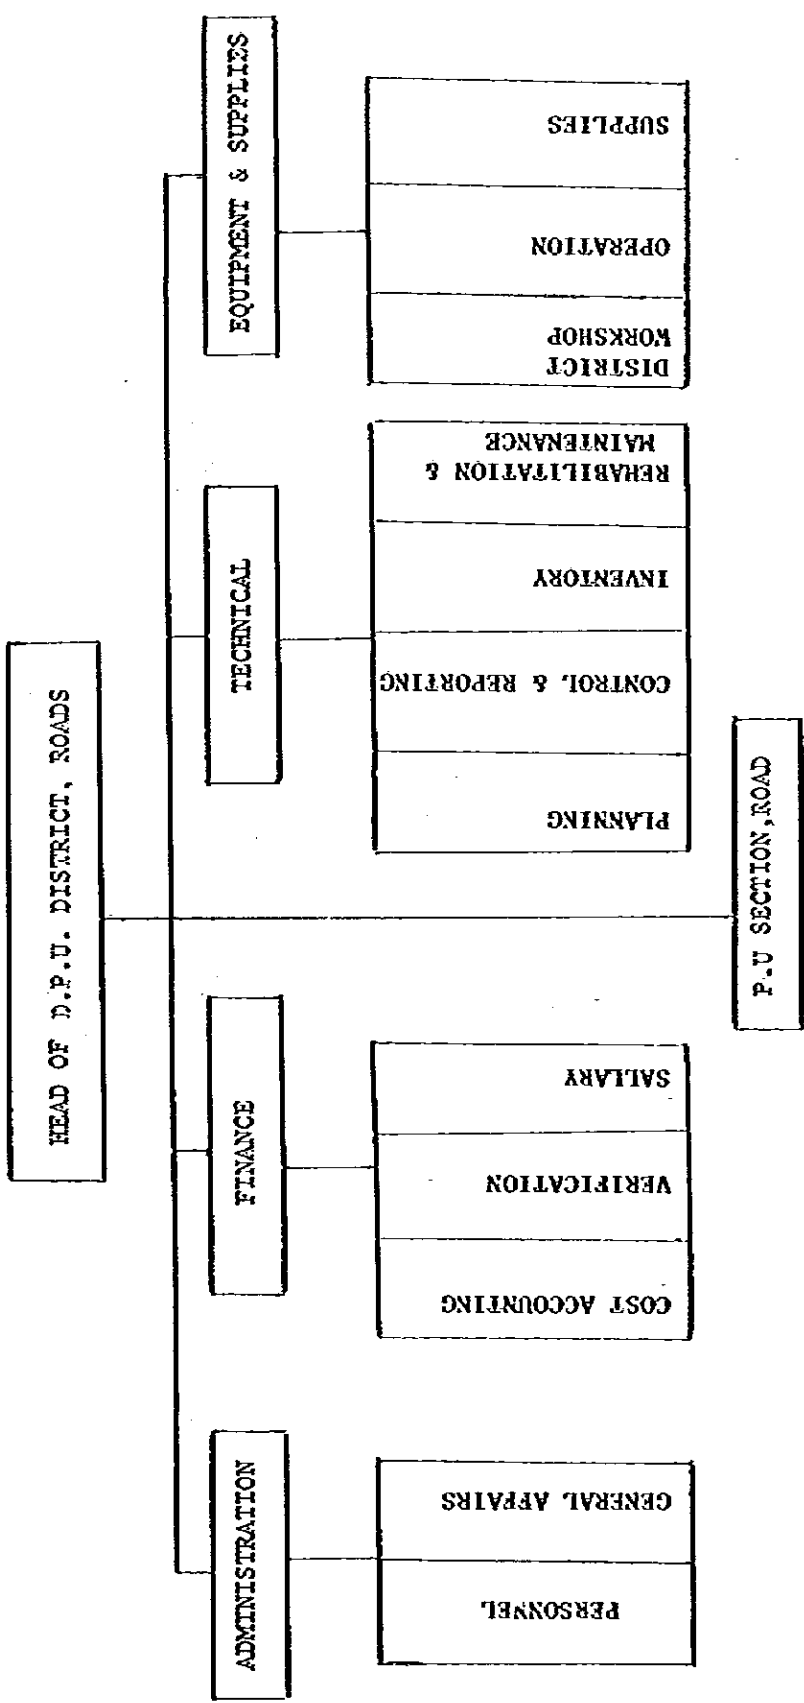 HEAD OF D.P.U. DISTRICT, ROADS
ADMINISTRATION
FINANCE
TECHNICAL
EQUIPMENT & SUPPLIES
PERSONNEL
GENERAL AFFAIRS
COST ACCOUNTING
VERIFICATION
SALLARY
PLANNING
CONTROL & REPORTING
INVENTORY
REHABILITATION &
MAINTENANCE
DISTRICT
WORKSHOP
OPERATION
SUPPLIES
P.U SECTION,ROAD